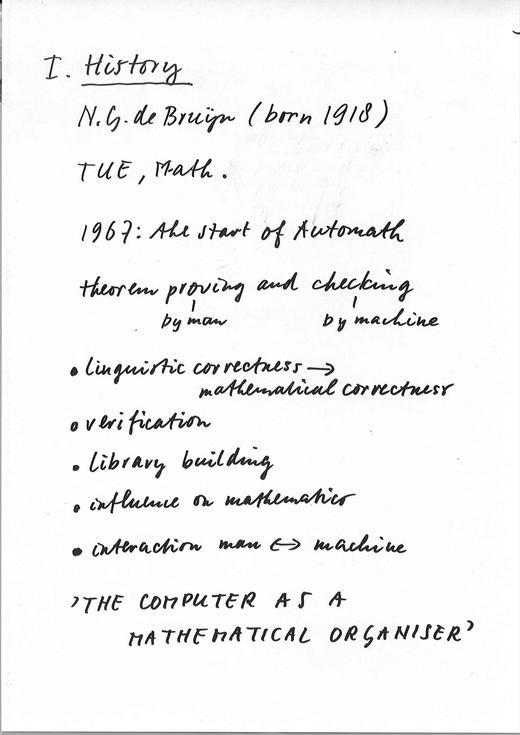 I. History
N.G. de Bruijn (born 1918)
TUE, Math.
1967: the start of Automath
theorem proving and checking
by man by machine
• linguistic correctness →
mathematical correctness
• verification
• library building
• influence on mathematics
• interaction man ↔ machine
'THE COMPUTER AS A
MATHEMATICAL ORGANISER'